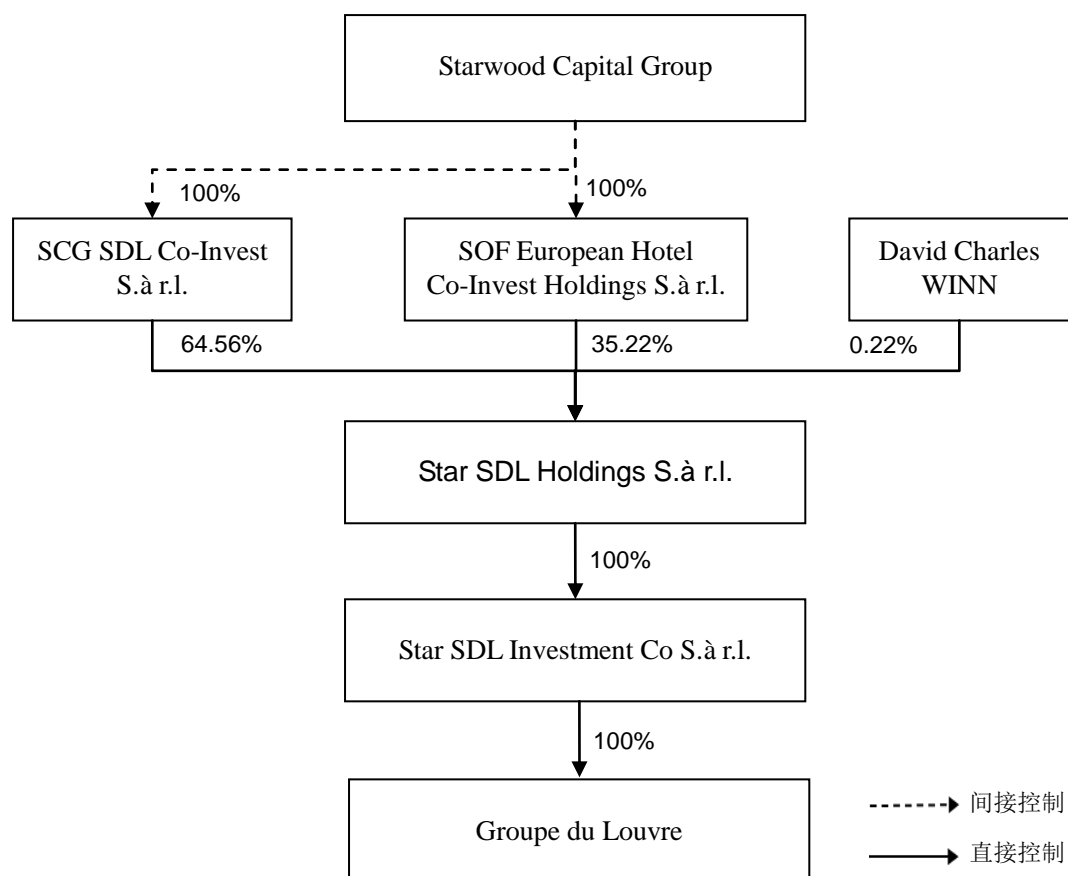 Starwood Capital Group
100%
100%
SCG SDL Co-Invest
S.à r.l.
SOF European Hotel
Co-Invest Holdings S.à r.l.
David Charles
WINN
64.56%
35.22%
0.22%
Star SDL Holdings S.à r.l.
100%
Star SDL Investment Co S.à r.l.
100%
Groupe du Louvre
间接控制
直接控制